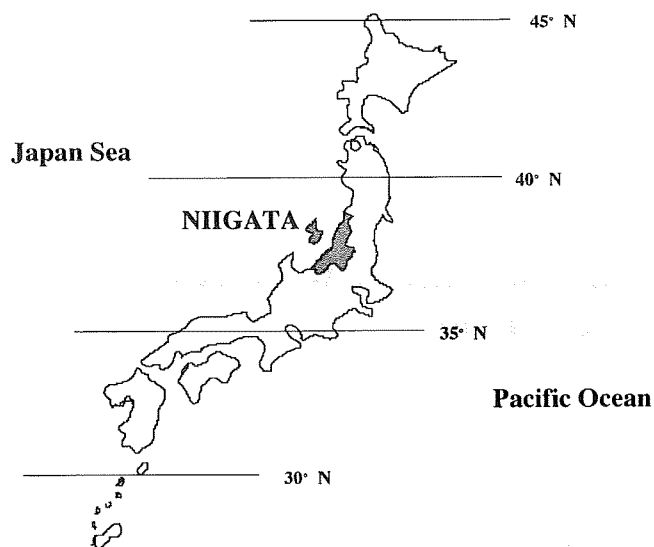 45° N
Japan Sea
40° N
NIIGATA
35° N
Pacific Ocean
30° N